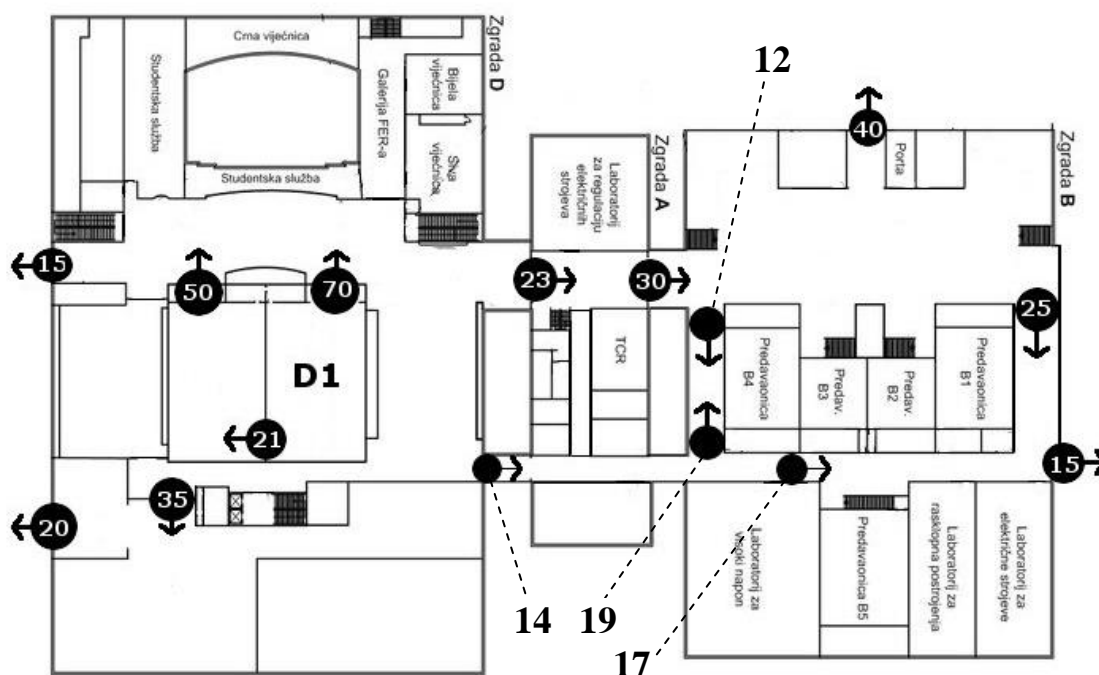 Crna vijećnica
Zgrada D
Studentska služba
Galerija FER-a
Bijela
vijećnica
Siva
vijećnica
Studentska služba
12
40
Porta
Zgrada B
Laboratorij
za regulaciju
električnih
strojeva
Zgrada A
15
50
70
23
30
25
D1
TCR
Predavaonica
B4
Predav.
B3
Predav.
B2
Predavaonica
B1
21
35
20
15
Laboratorij za
visoki napon
Predavaonica B5
Laboratorij za
rasklopna postrojenja
Laboratorij za
električne strojeve
14
19
17